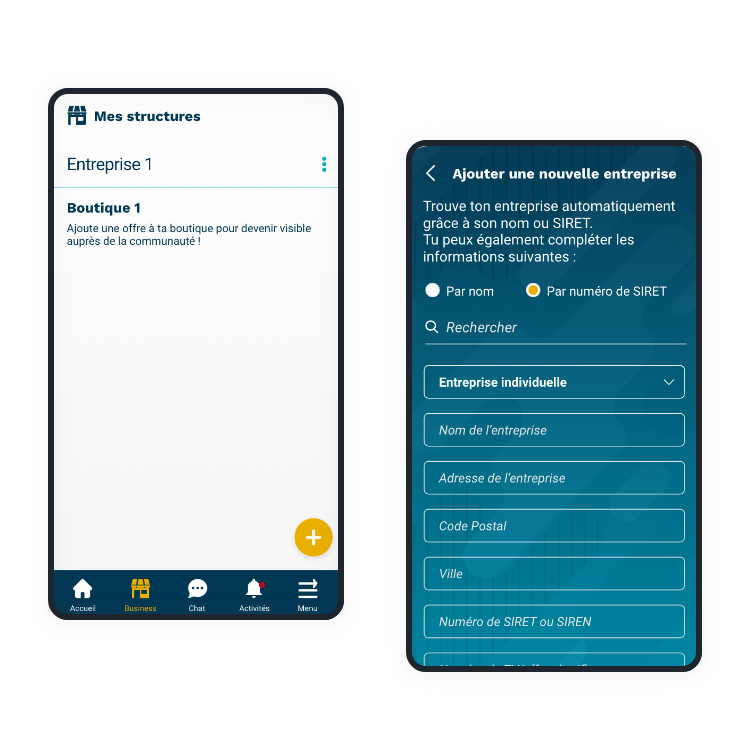 Mes structures
Entreprise 1
Boutique 1
Ajoute une offre à ta boutique pour devenir visible
auprès de la communauté !
Accueil Business Chat Activités Menu
Ajouter une nouvelle entreprise
Trouve ton entreprise automatiquement
grâce à son nom ou SIRET.
Tu peux également compléter les
informations suivantes :
Par nom Par numéro de SIRET
Rechercher
Entreprise individuelle
Nom de l'entreprise
Adresse de l'entreprise
Code Postal
Ville
Numéro de SIRET ou SIREN